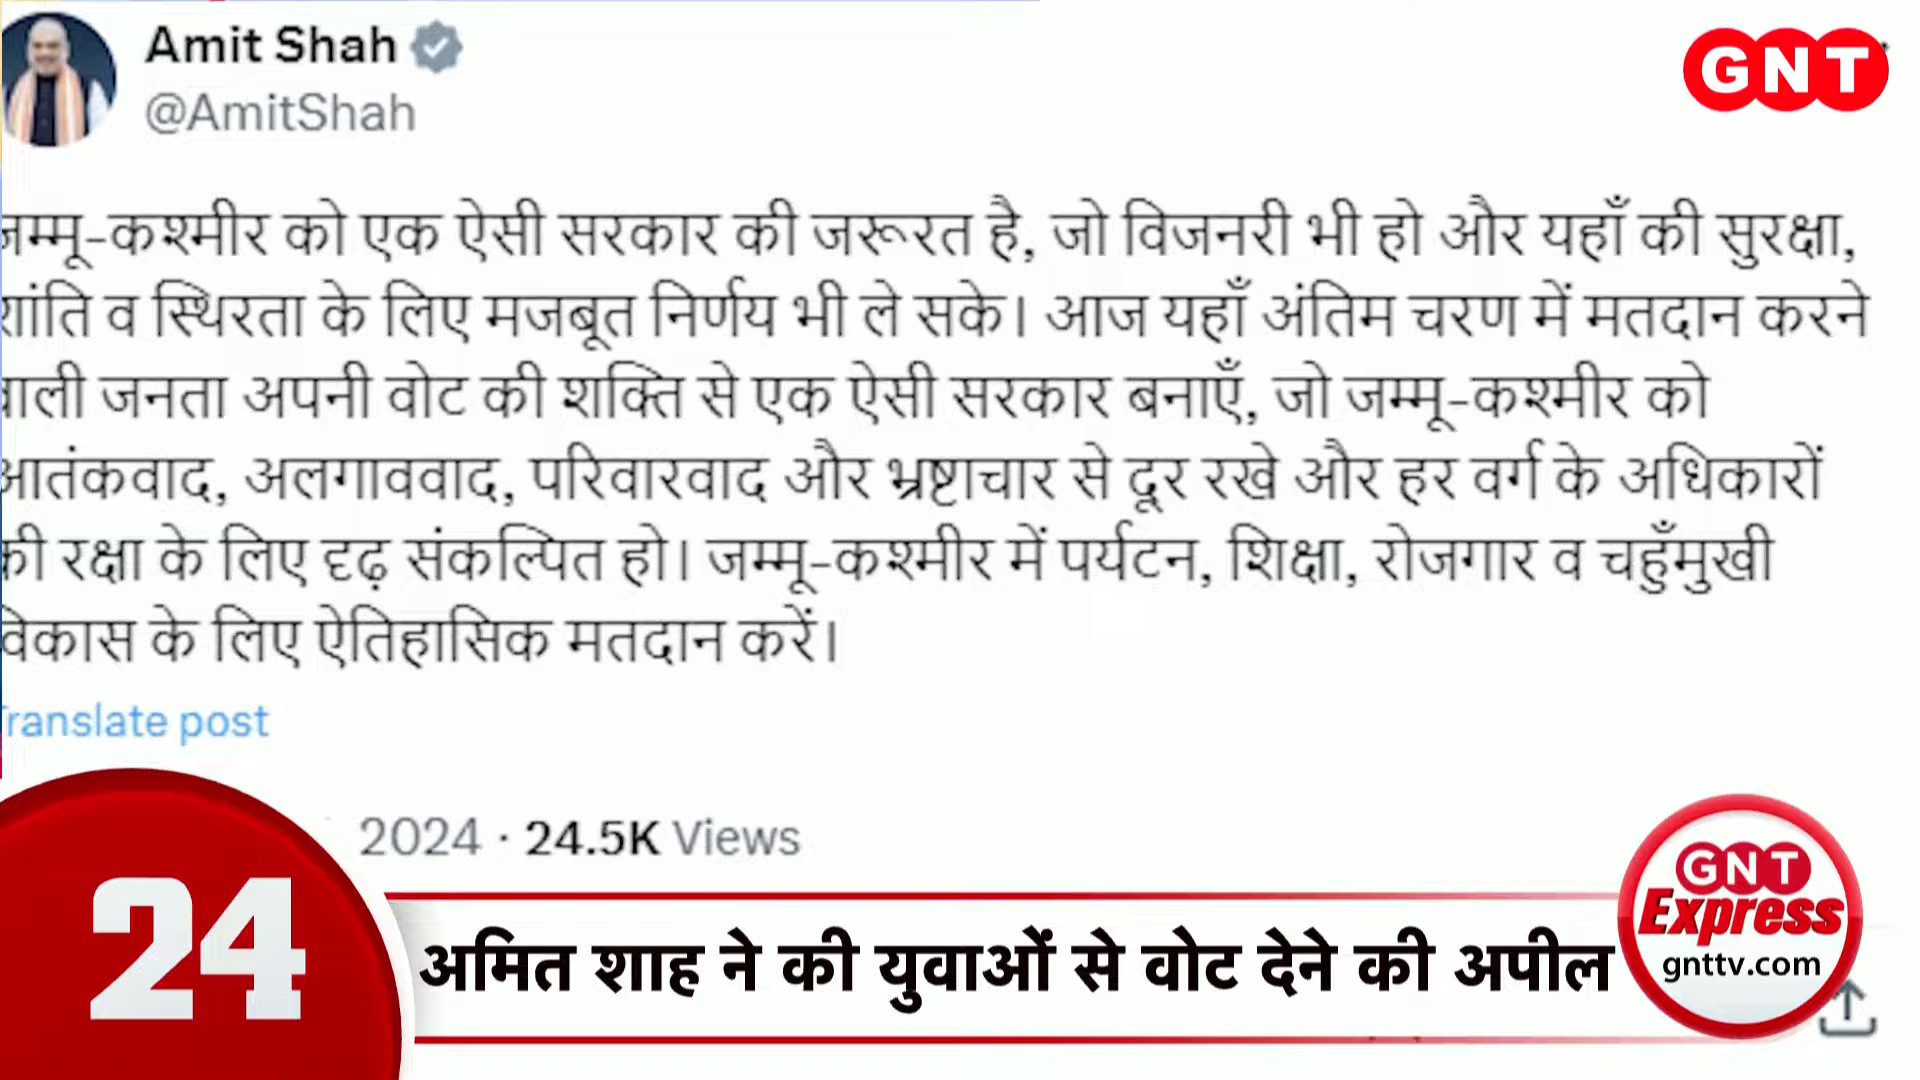 Amit Shah
@AmitShah
GNT
जम्मू-कश्मीर को एक ऐसी सरकार की जरूरत है, जो विजनरी भी हो और यहाँ की सुरक्षा,
शांति व स्थिरता के लिए मजबूत निर्णय भी ले सके। आज यहाँ अंतिम चरण में मतदान करने
वाली जनता अपनी वोट की शक्ति से एक ऐसी सरकार बनाएँ, जो जम्मू-कश्मीर को
आतंकवाद, अलगाववाद, परिवारवाद और भ्रष्टाचार से दूर रखे और हर वर्ग के अधिकारों
की रक्षा के लिए दृढ़ संकल्पित हो। जम्मू-कश्मीर में पर्यटन, शिक्षा, रोजगार व चहुँमुखी
विकास के लिए ऐतिहासिक मतदान करें।
Translate post
2024 · 24.5K Views
24
अमित शाह ने की युवाओं से वोट देने की अपील
GNT
Express
gnttv.com